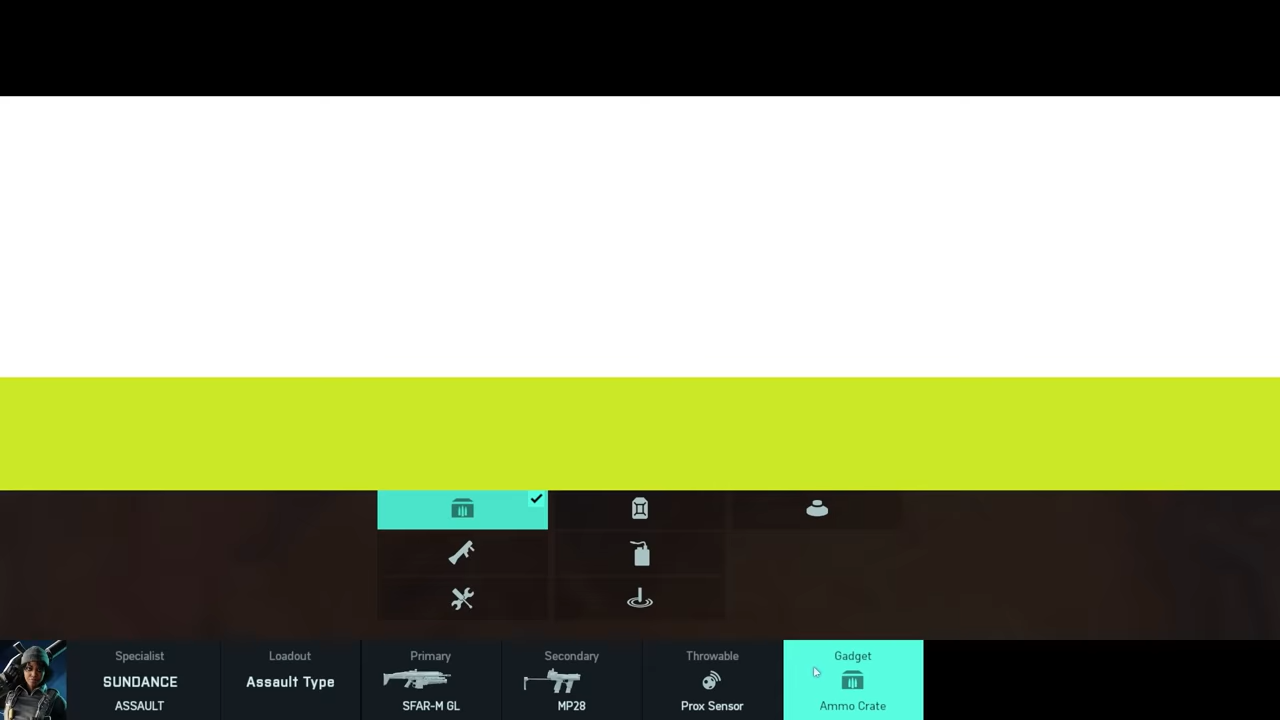 Specialist
SUNDANCE
ASSAULT
Loadout
Assault Type
Primary
SFAR-M GL
Secondary
MP28
Throwable
Prox Sensor
Gadget
Ammo Crate